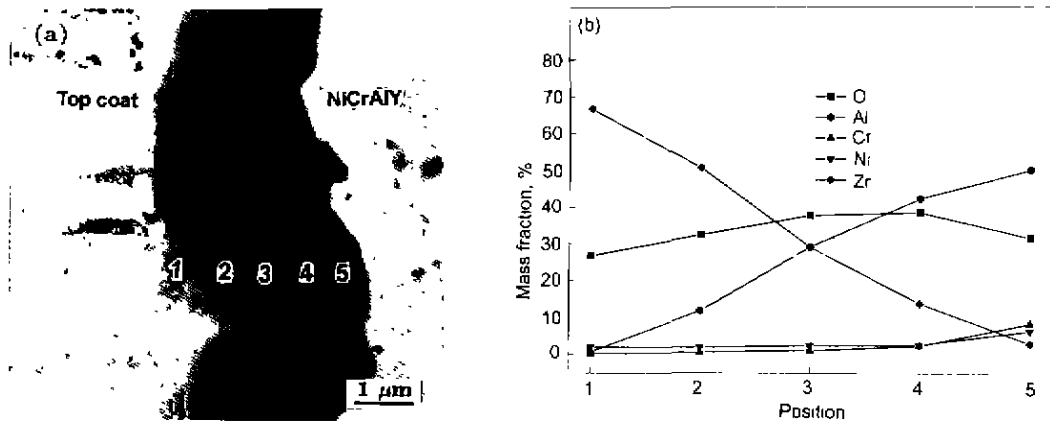 (a)
Top coat
NiCrAlY
1 2 3 4 5
1 μm
(b)
Mass fraction, %
80
70
60
50
40
30
20
10
0
O
Al
Cr
Ni
Zr
1 2 3 4 5
Position